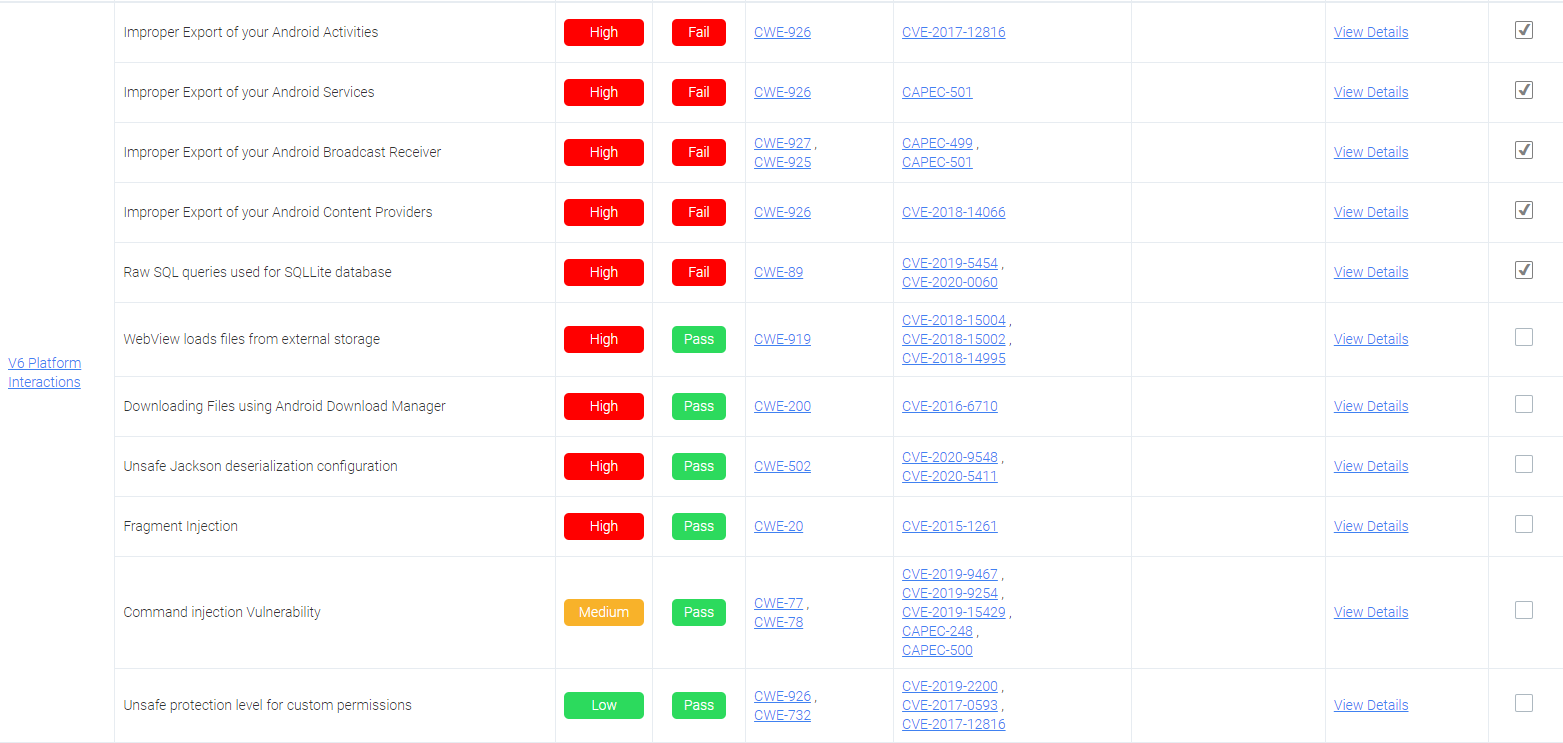 Improper Export of your Android Activities High Fail CWE-926 CVE-2017-12816 View Details
Improper Export of your Android Services High Fail CWE-926 CAPEC-501 View Details
Improper Export of your Android Broadcast Receiver High Fail CWE-927 , CAPEC-499 , View Details
CWE-925 CAPEC-501
Improper Export of your Android Content Providers High Fail CWE-926 CVE-2018-14066 View Details
Raw SQL queries used for SQLLite database High Fail CWE-89 CVE-2019-5454 , View Details
CVE-2020-0060
CVE-2018-15004 ,
WebView loads files from external storage High Pass CWE-919 CVE-2018-15002 , View Details
CVE-2018-14995
V6 Platform
Interactions
Downloading Files using Android Download Manager High Pass CWE-200 CVE-2016-6710 View Details
Unsafe Jackson deserialization configuration High Pass CWE-502 CVE-2020-9548 , View Details
CVE-2020-5411
Fragment Injection High Pass CWE-20 CVE-2015-1261 View Details
CVE-2019-9467 ,
CVE-2019-9254 ,
Command injection Vulnerability Medium Pass CWE-77 , CVE-2019-15429 , View Details
CWE-78 CAPEC-248 ,
CAPEC-500
CVE-2019-2200 ,
Unsafe protection level for custom permissions Low Pass CWE-926 , CVE-2017-0593 , View Details
CWE-732 CVE-2017-12816